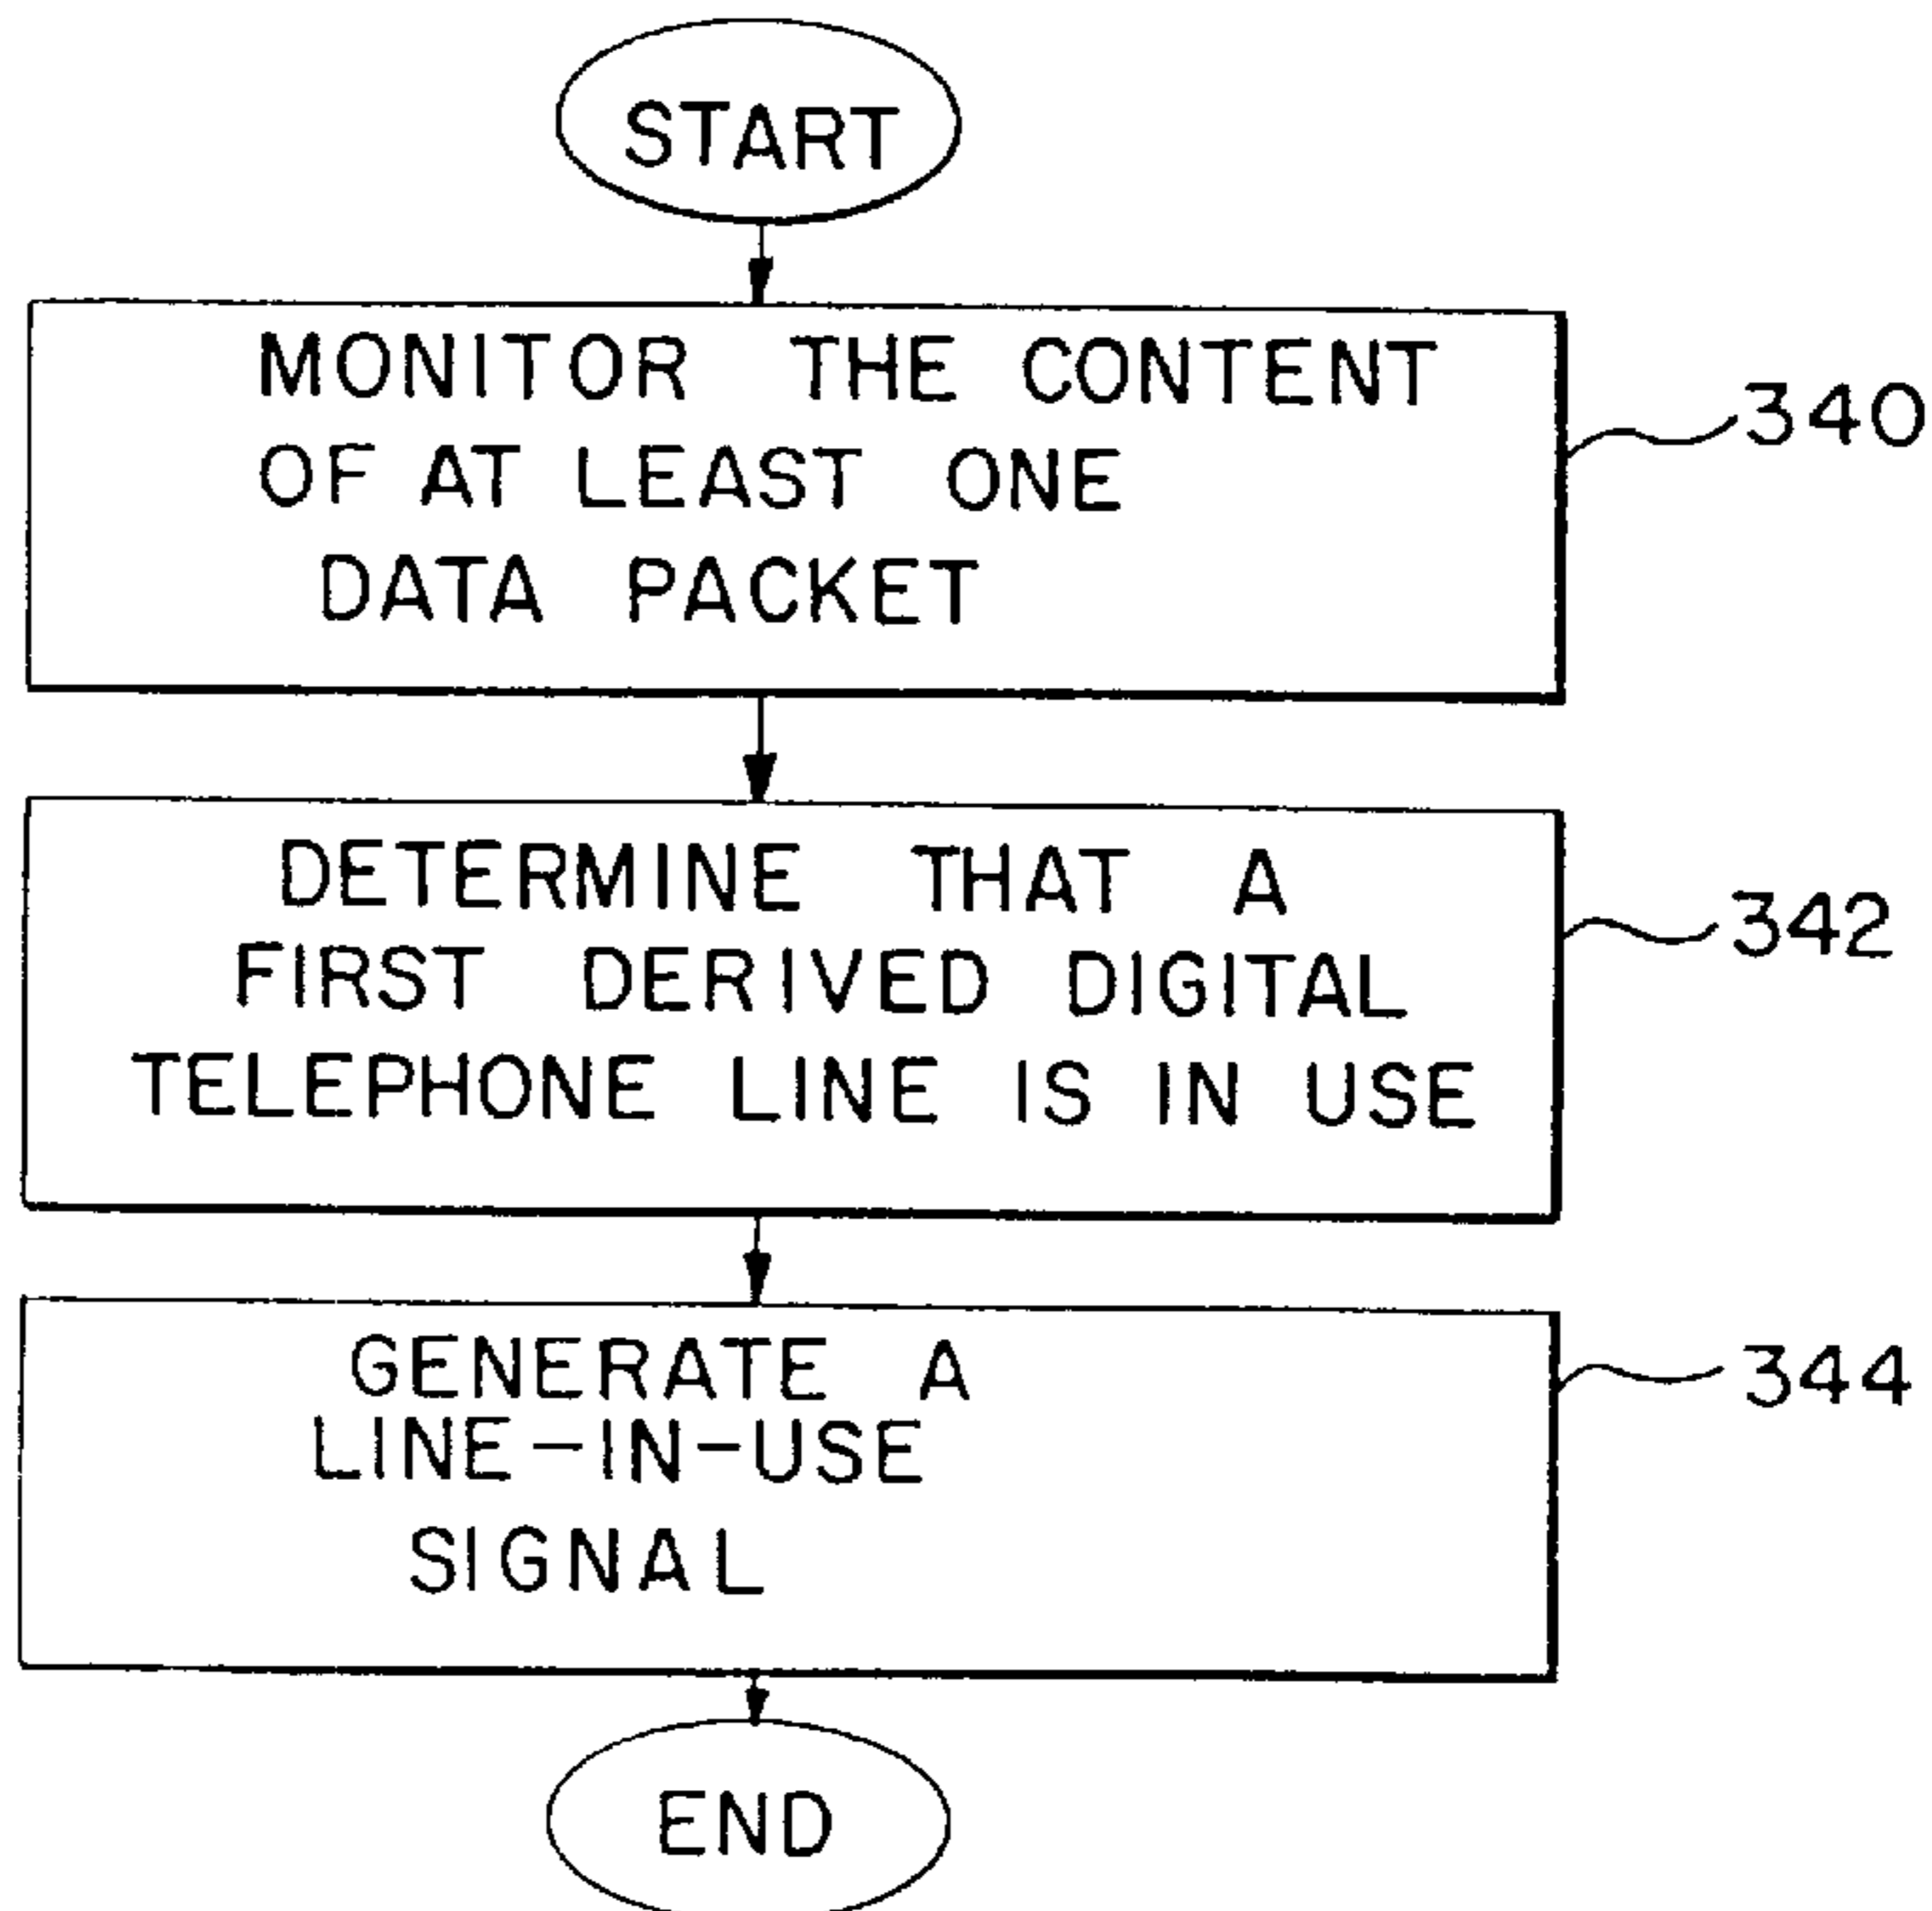 START
MONITOR THE CONTENT
OF AT LEAST ONE
DATA PACKET
340
DETERMINE THAT A
FIRST DERIVED DIGITAL
TELEPHONE LINE IS IN USE
342
GENERATE A
LINE-IN-USE
SIGNAL
344
END